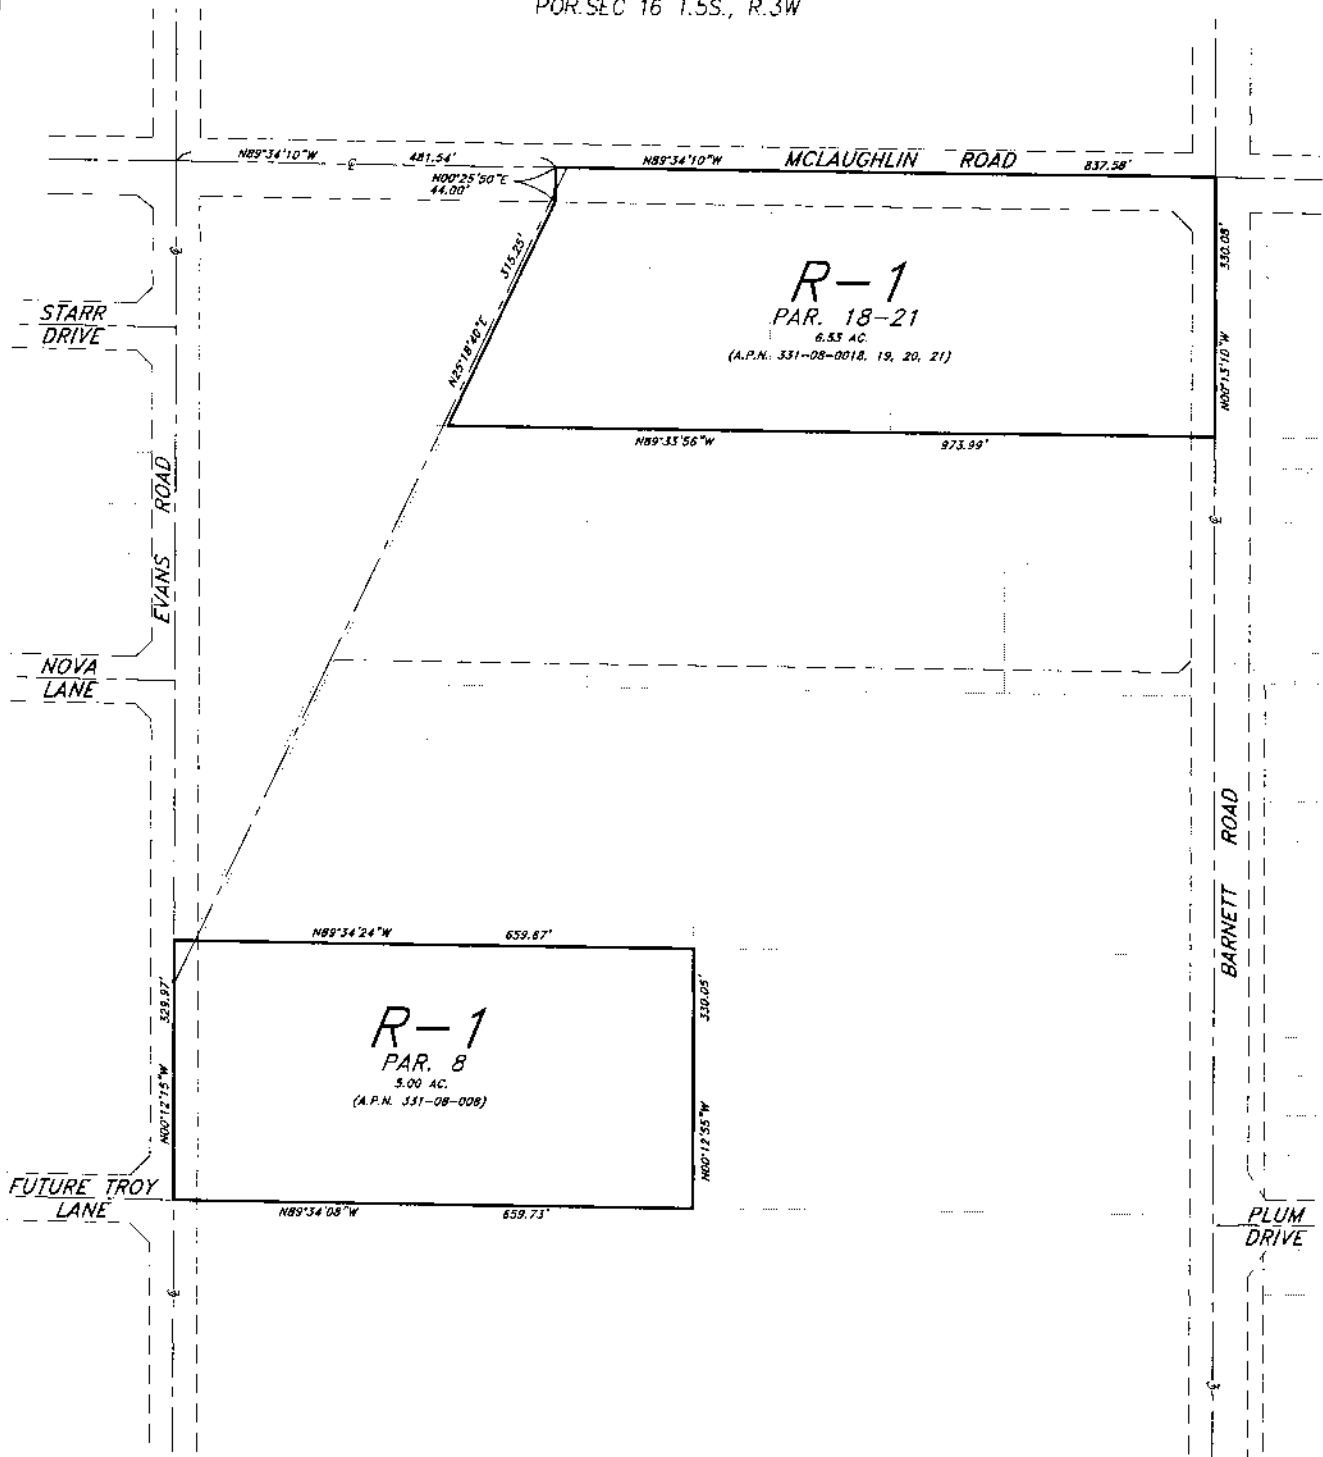 POR.SEC 16 T.5S., R.3W
N89°34'10"W 481.54'
N00°25'50"E
44.00'
N89°34'10"W MCLAUGHLIN ROAD 837.58'
315.25'
N25°18'40"E
R-1
PAR. 18-21
6.53 AC.
(A.P.N. 331-08-0018, 19, 20, 21)
330.08'
N00°13'10"W
STARR
DRIVE
N89°33'56"W 973.99'
EVANS ROAD
NOVA
LANE
BARNETT ROAD
N89°34'24"W 659.87'
329.97'
N00°12'15"W
R-1
PAR. 8
5.00 AC.
(A.P.N. 331-08-008)
330.05'
N00°12'55"W
FUTURE TROY
LANE
N89°34'08"W 659.73'
PLUM
DRIVE